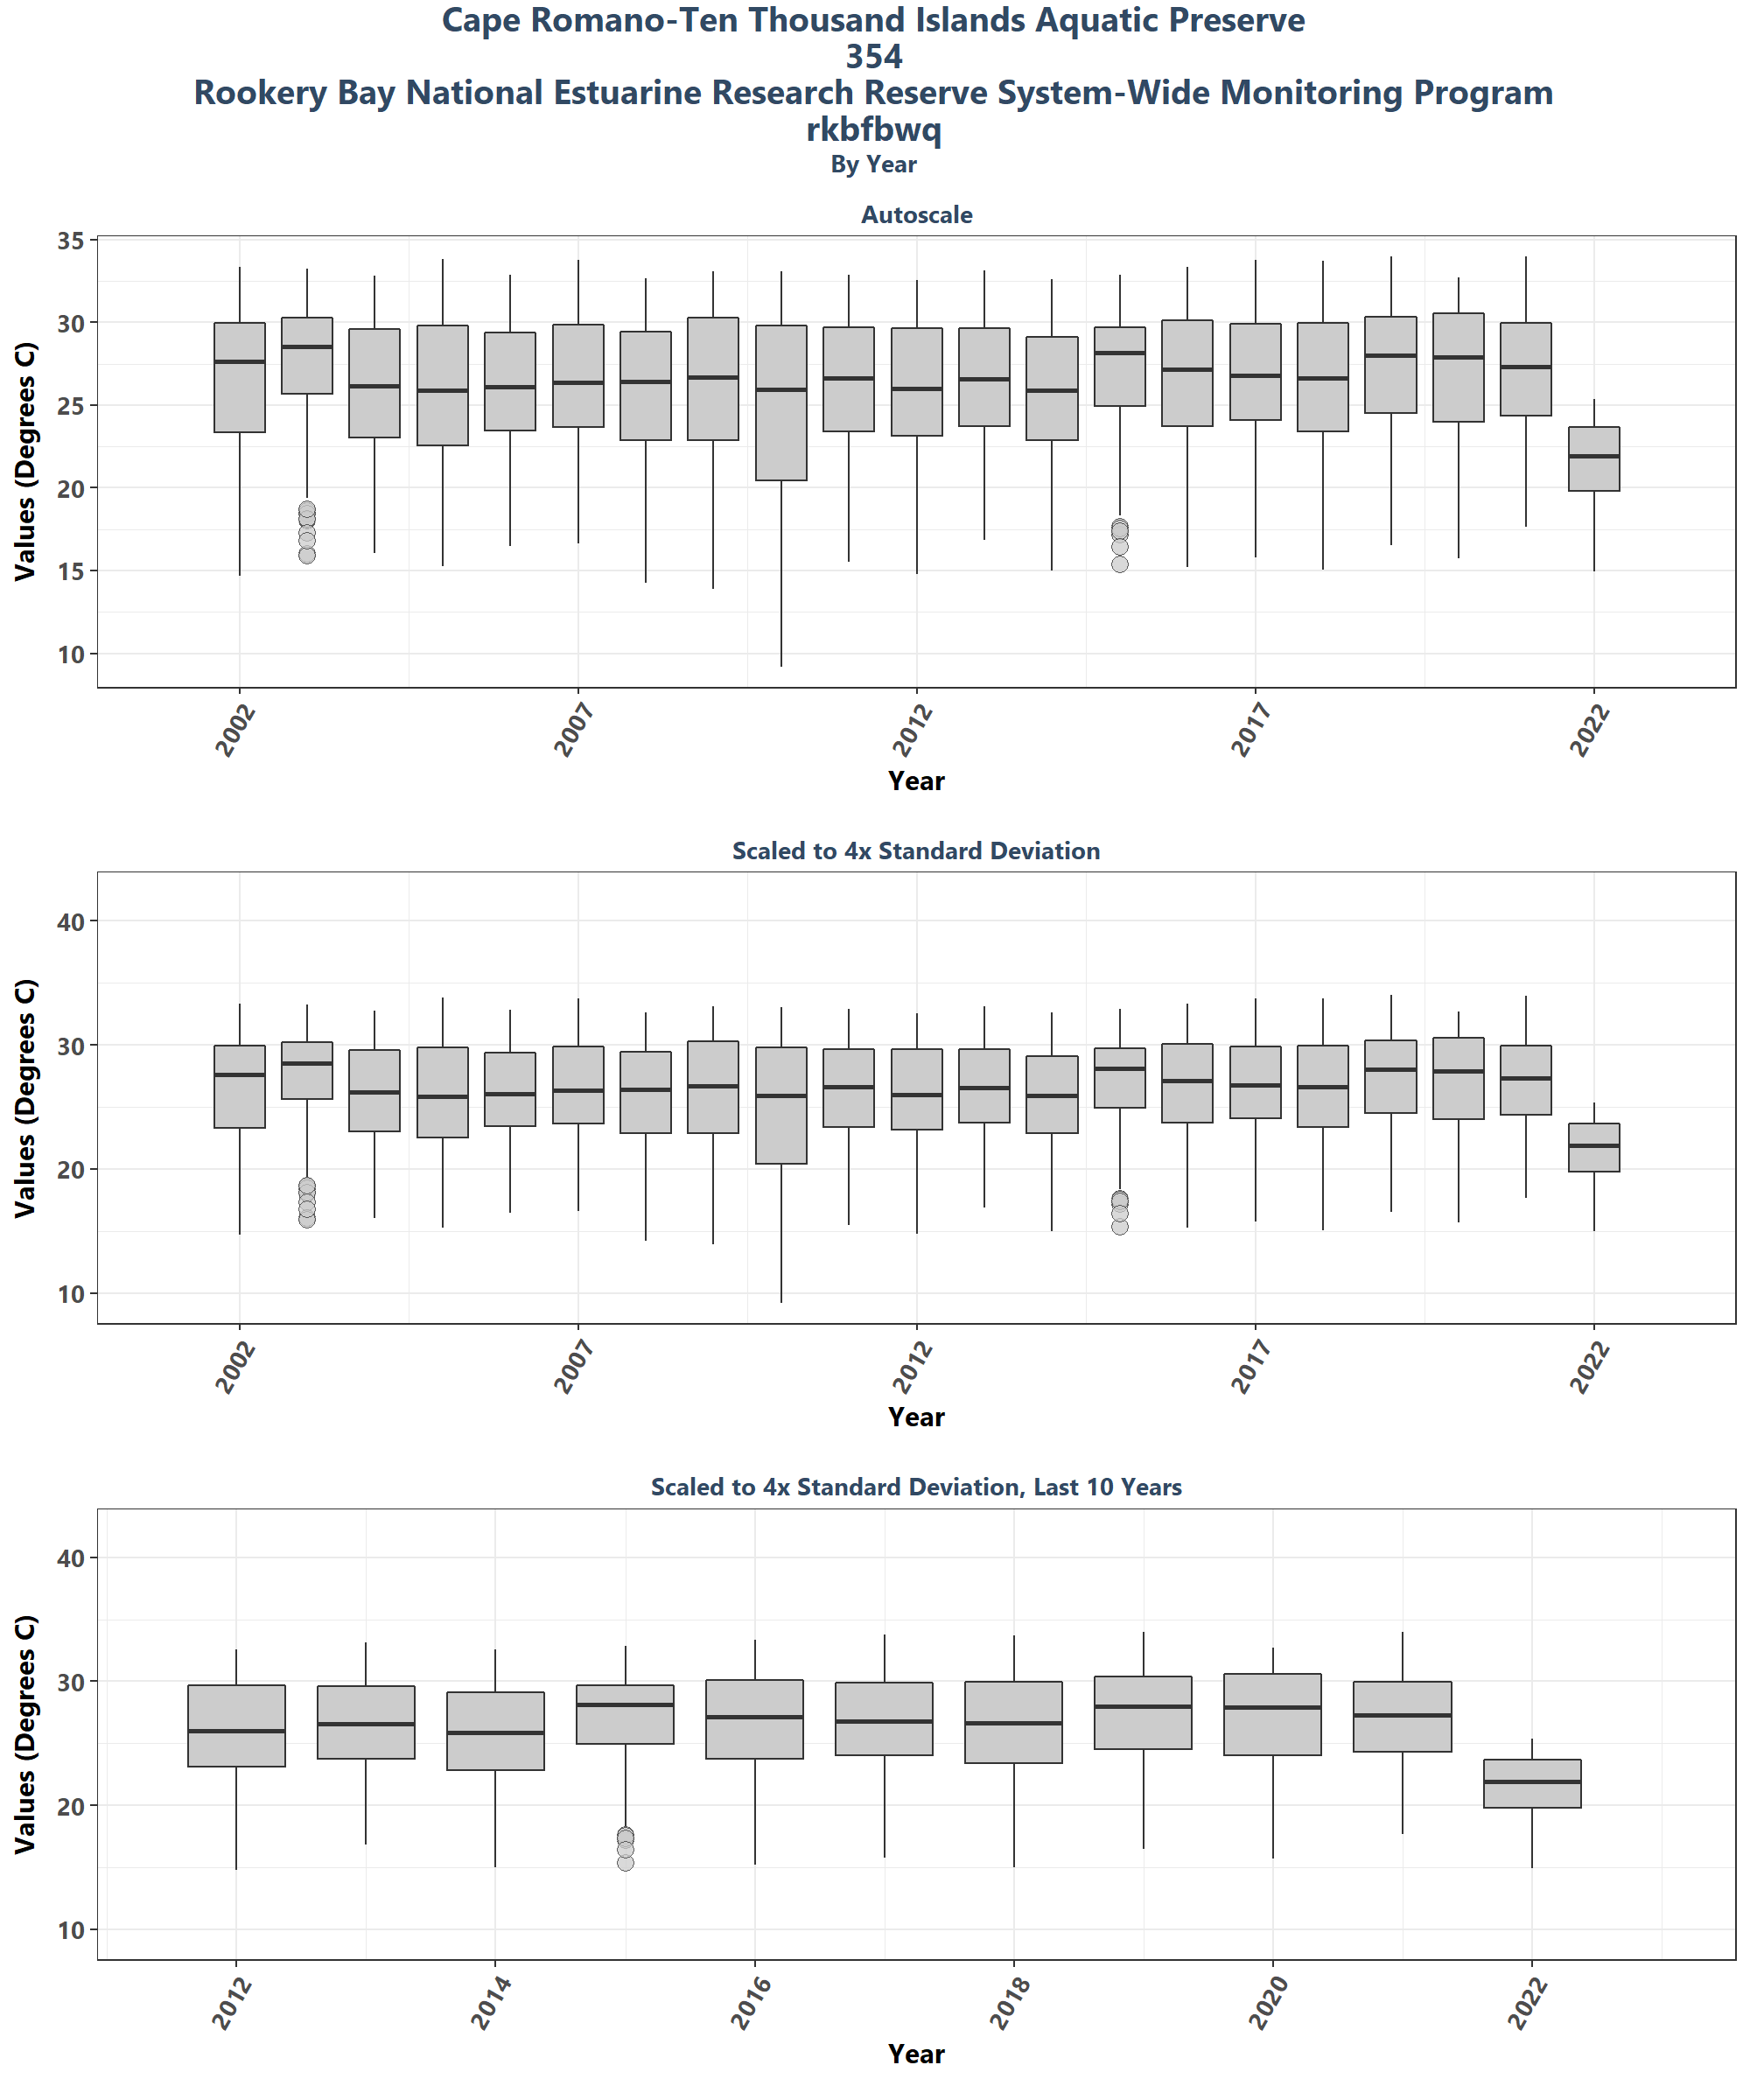 Cape Romano-Ten Thousand Islands Aquatic Preserve
354
Rookery Bay National Estuarine Research Reserve System-Wide Monitoring Program
rkbfbwq
By Year
Autoscale
Values (Degrees C)
35
30
25
20
15
10
2002 2007 2012 2017 2022
Year
Scaled to 4x Standard Deviation
Values (Degrees C)
40
30
20
10
2002 2007 2012 2017 2022
Year
Scaled to 4x Standard Deviation, Last 10 Years
Values (Degrees C)
40
30
20
10
2012 2014 2016 2018 2020 2022
Year